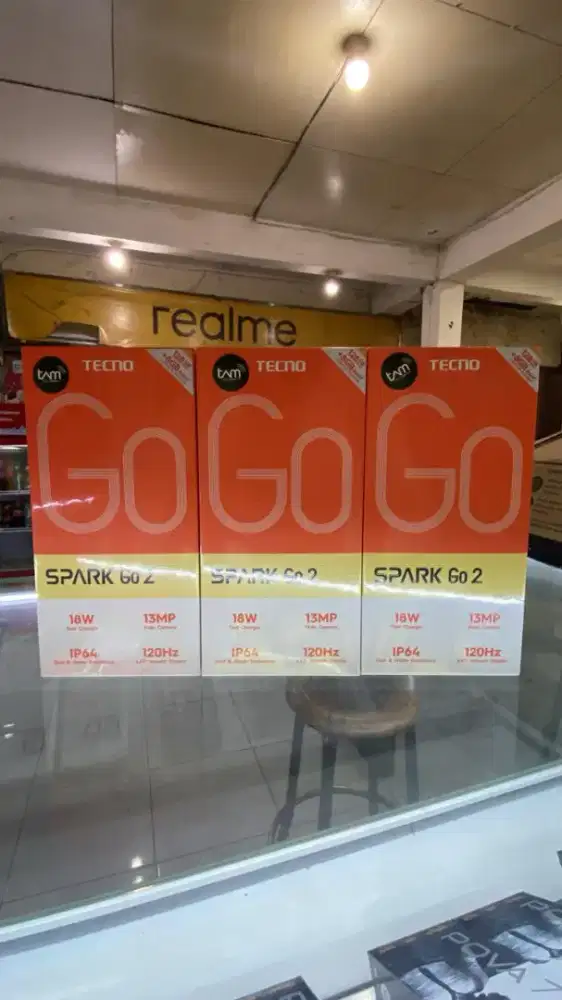 realme
tam
TECNO
Go
SPARK Go 2
18W
13MP
IP64
120Hz
tam
TECNO
Go
SPARK Go 2
18W
13MP
IP64
120Hz
tam
TECNO
Go
SPARK Go 2
18W
13MP
IP64
120Hz
POVA 7